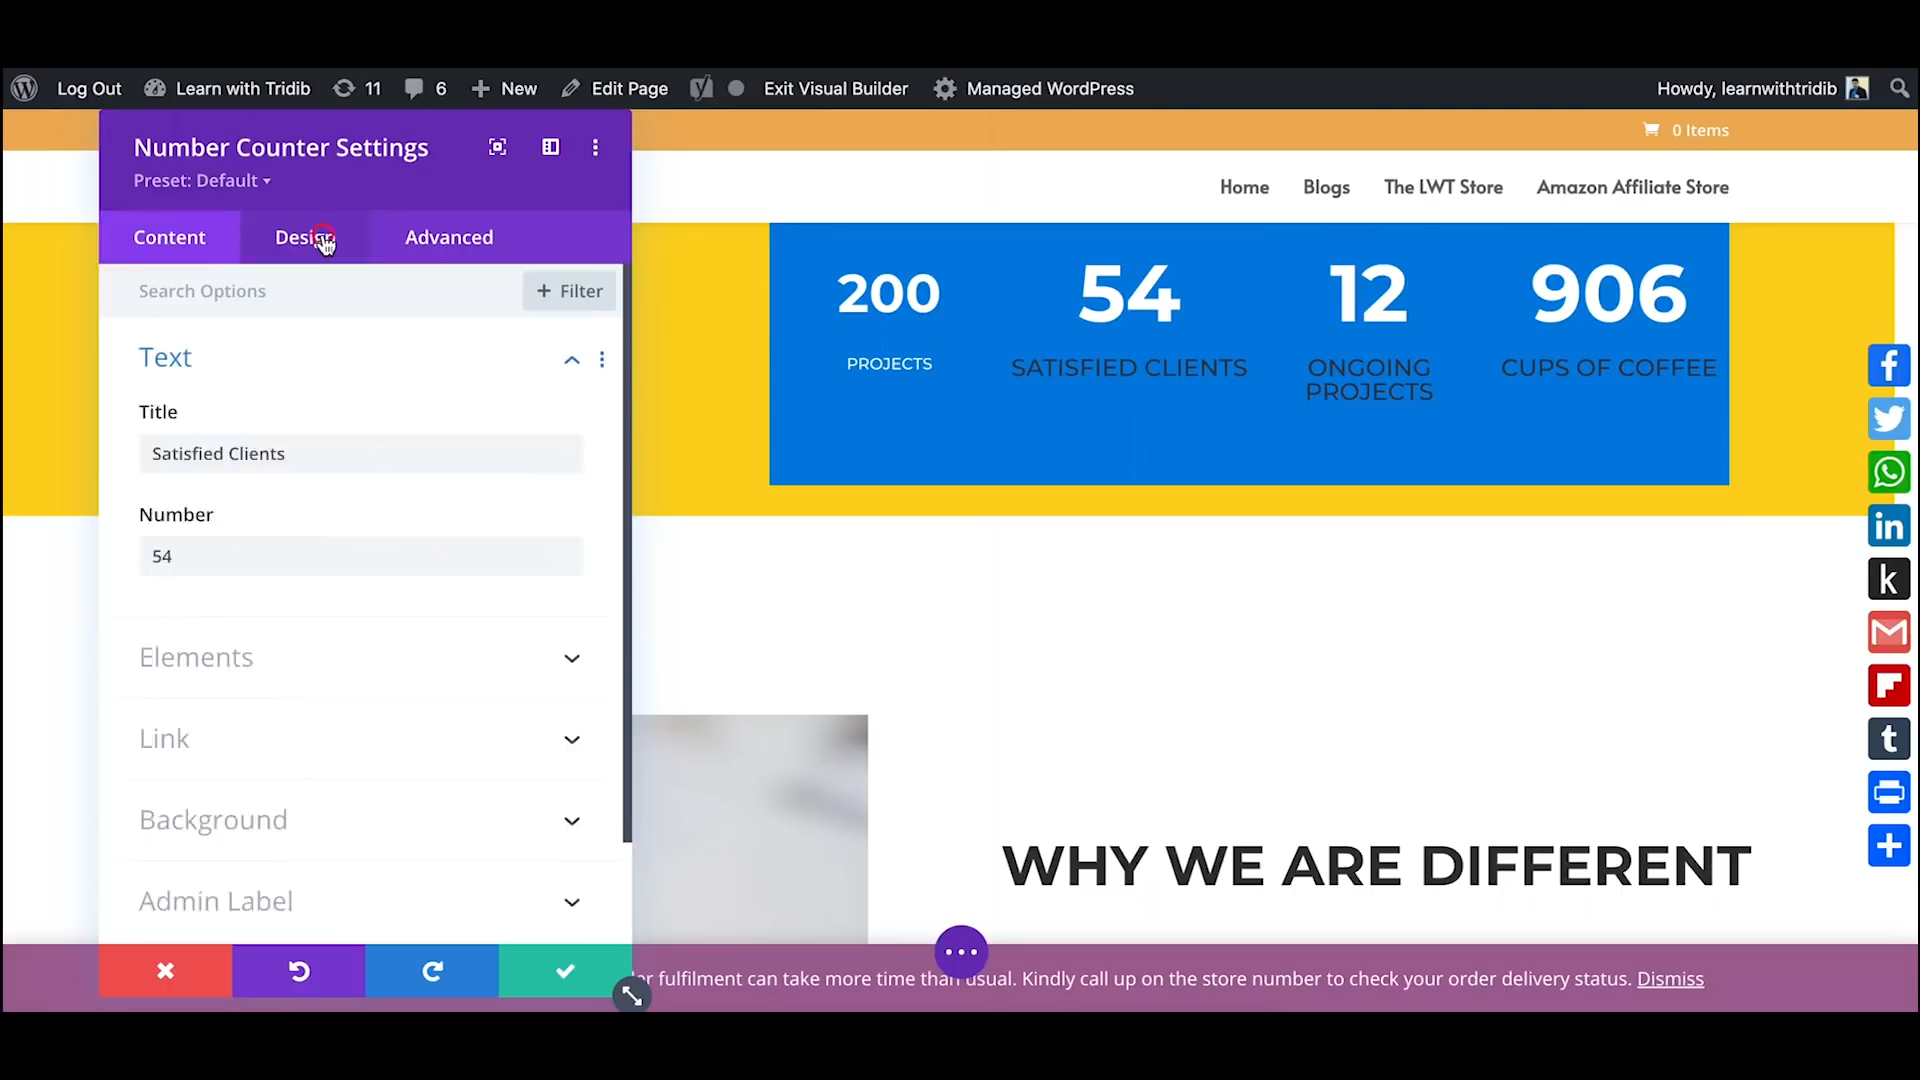 Log Out
Learn with Tridib
11
6
New
Edit Page
Exit Visual Builder
Managed WordPress
Howdy, learnwithtridib
0 Items
Number Counter Settings
Preset: Default
Home
Blogs
The LWT Store
Amazon Affiliate Store
Content
Design
Advanced
Search Options
+ Filter
Text
Title
Satisfied Clients
Number
54
Elements
Link
Background
Admin Label
200
PROJECTS
54
SATISFIED CLIENTS
12
ONGOING
PROJECTS
906
CUPS OF COFFEE
WHY WE ARE DIFFERENT
fulfilment can take more time than usual. Kindly call up on the store number to check your order delivery status. Dismiss